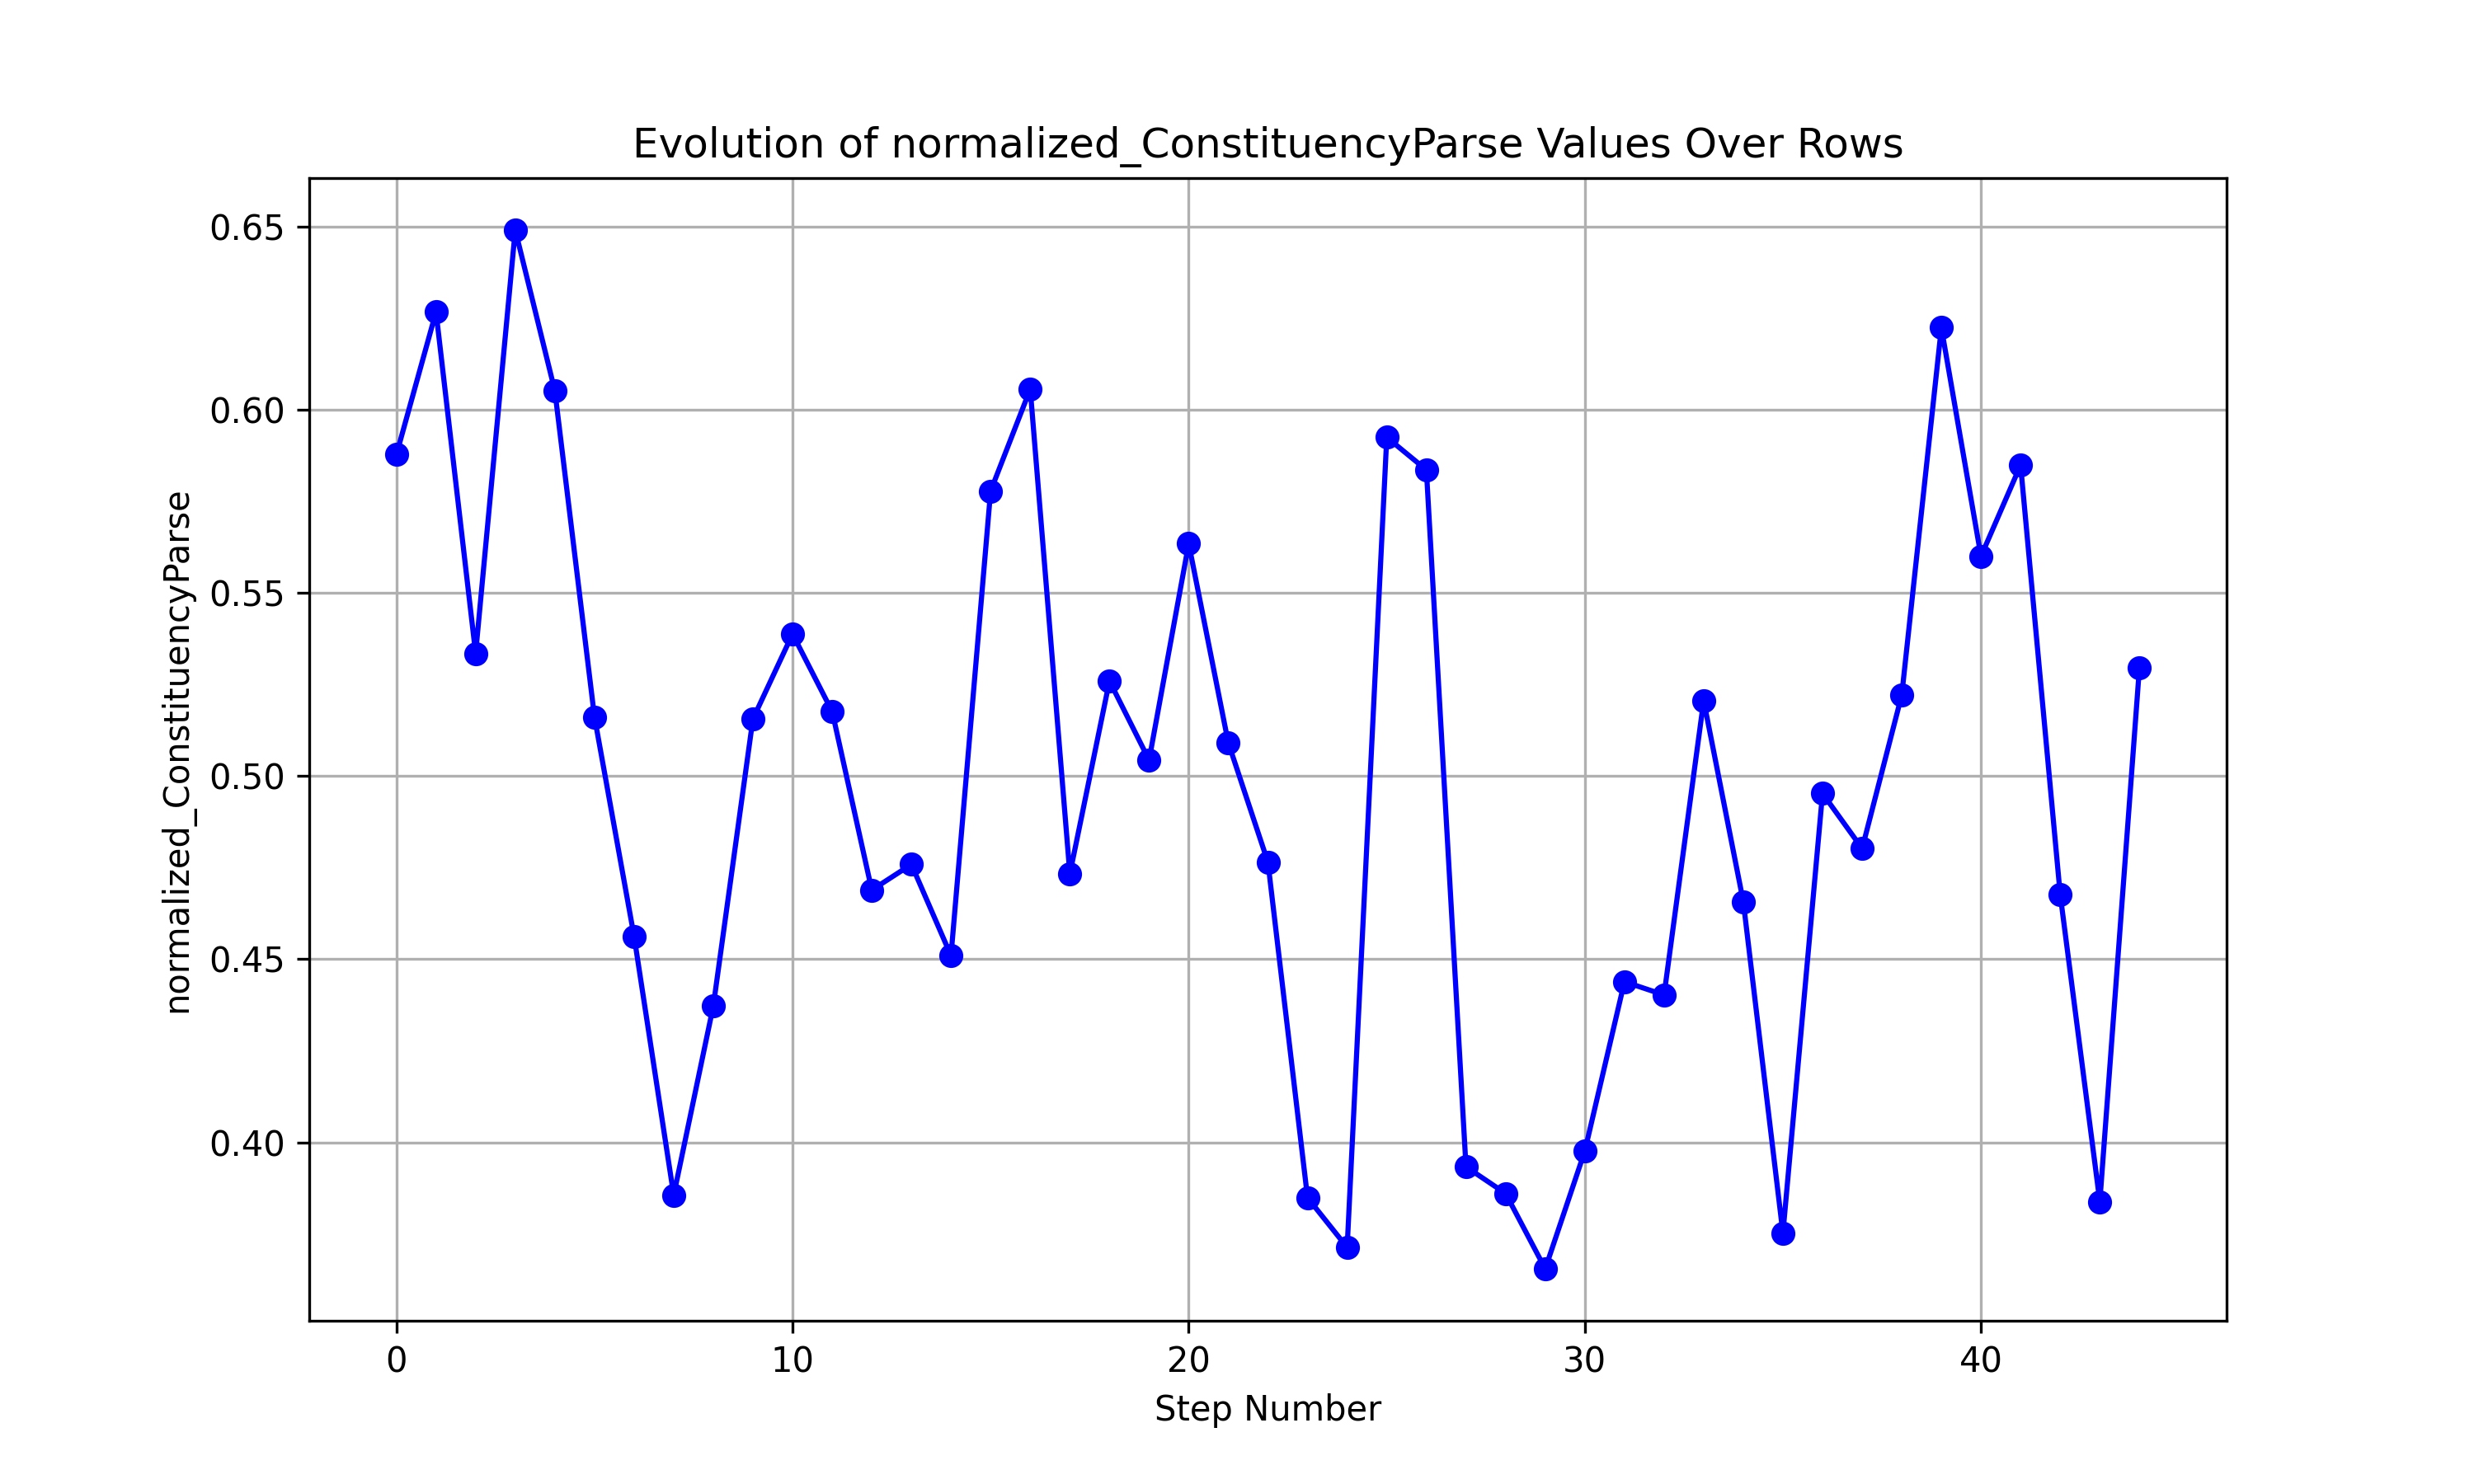 Evolution of normalized_ConstituencyParse Values Over Rows
normalized_ConstituencyParse
0.65
0.60
0.55
0.50
0.45
0.40
0 10 20 30 40
Step Number